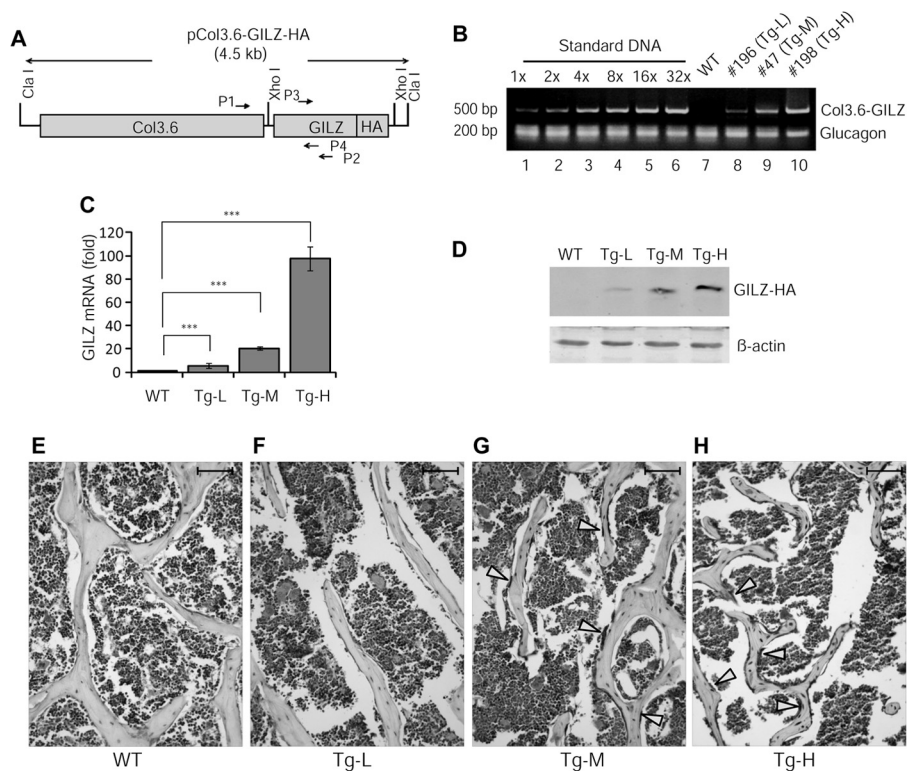 A
pCol3.6-GILZ-HA
(4.5 kb)
Cla I
P1
Xho I
P3
Xho I
Cla I
Col3.6
GILZ
HA
P4
P2
B
Standard DNA
1x 2x 4x 8x 16x 32x WT #196 (Tg-L) #47 (Tg-M) #198 (Tg-H)
500 bp
200 bp
Col3.6-GILZ
Glucagon
1 2 3 4 5 6 7 8 9 10
C
GILZ mRNA (fold)
120
100
80
60
40
20
0
***
***
***
WT Tg-L Tg-M Tg-H
D
WT Tg-L Tg-M Tg-H
GILZ-HA
ß-actin
E F G H
WT Tg-L Tg-M Tg-H